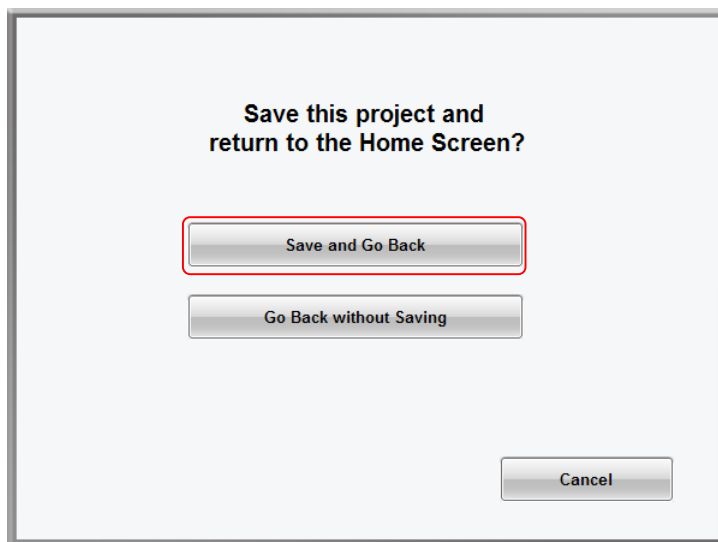 Save this project and
return to the Home Screen?
Save and Go Back
Go Back without Saving
Cancel